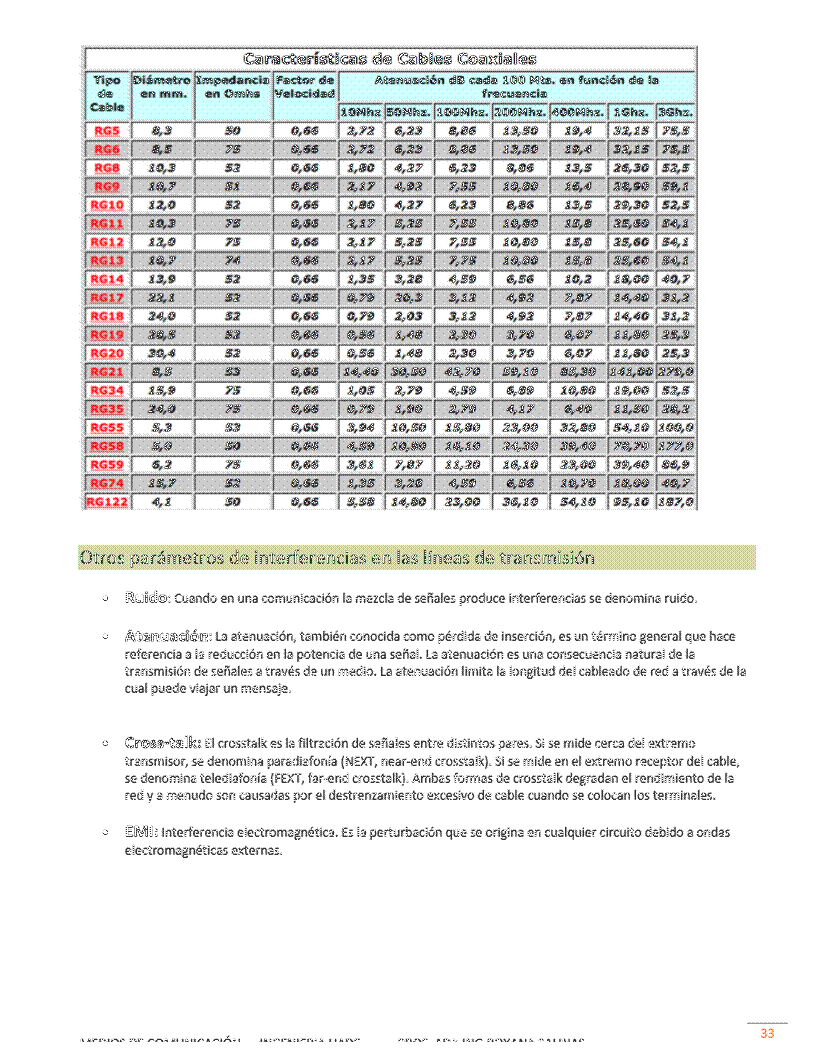 Características de Cables Coaxiales
Tipo de Cable Diámetro en mm. Impedancia en Omhs Factor de Velocidad Atenuación dB cada 100 Mts. en función de la frecuencia
10Mhz 50Mhz. 100Mhz. 200Mhz. 400Mhz. 1Ghz. 3Ghz.
RG5 8,3 50 0,66 2,72 6,23 8,86 13,50 19,4 32,15 75,5
RG6 8,5 75 0,66 2,72 6,23 8,86 13,50 19,4 32,15 75,5
RG8 10,3 52 0,66 1,80 4,27 6,23 8,86 13,5 26,30 52,5
RG9 10,7 51 0,66 2,17 4,92 7,55 10,80 16,4 28,90 59,1
RG10 12,0 52 0,66 1,80 4,27 6,23 8,86 13,5 29,30 52,5
RG11 10,3 75 0,66 2,17 5,25 7,55 10,80 15,8 25,60 54,1
RG12 12,0 75 0,66 2,17 5,25 7,55 10,80 15,8 25,60 54,1
RG13 10,7 74 0,66 2,17 5,25 7,75 10,80 15,8 25,60 54,1
RG14 13,9 52 0,66 1,35 3,28 4,59 6,56 10,2 18,00 40,7
RG17 22,1 52 0,66 0,79 20,3 3,12 4,92 7,87 14,40 31,2
RG18 24,0 52 0,66 0,79 2,03 3,12 4,92 7,87 14,40 31,2
RG19 28,5 52 0,66 0,56 1,48 2,30 3,70 6,07 11,80 25,3
RG20 30,4 52 0,66 0,56 1,48 2,30 3,70 6,07 11,80 25,3
RG21 8,5 53 0,66 14,40 30,50 42,70 59,10 85,30 141,00 279,0
RG34 15,9 75 0,66 1,05 2,79 4,59 6,89 10,80 19,00 52,5
RG35 24,0 75 0,66 0,79 1,90 2,79 4,17 6,40 11,50 28,2
RG55 5,3 53 0,66 3,94 10,50 15,80 23,00 32,80 54,10 100,0
RG58 5,0 50 0,66 4,59 10,80 16,10 24,30 39,40 78,70 177,0
RG59 6,2 75 0,66 3,61 7,87 11,20 16,10 23,00 39,40 86,9
RG74 15,7 52 0,66 1,35 3,28 4,59 6,56 10,70 18,00 40,7
RG122 4,1 50 0,66 5,58 14,80 23,00 36,10 54,10 95,10 187,0
Otros parámetros de interferencias en las líneas de transmisión
Ruido: Cuando en una comunicación la mezcla de señales produce interferencias se denomina ruido.
Atenuación: La atenuación, también conocida como pérdida de inserción, es un término general que hace
referencia a la reducción en la potencia de una señal. La atenuación es una consecuencia natural de la
transmisión de señales a través de un medio. La atenuación limita la longitud del cableado de red a través de la
cual puede viajar un mensaje.
Cross-talk: El crosstalk es la filtración de señales entre distintos pares. Si se mide cerca del extremo
transmisor, se denomina paradiafonía (NEXT, near-end crosstalk). Si se mide en el extremo receptor del cable,
se denomina telediafonía (FEXT, far-end crosstalk). Ambas formas de crosstalk degradan el rendimiento de la
red y a menudo son causadas por el destrenzamiento excesivo de cable cuando se colocan los terminales.
EMI: Interferencia electromagnética. Es la perturbación que se origina en cualquier circuito debido a ondas
electromagnéticas externas.
33
MEDIOS DE COMUNICACIÓN